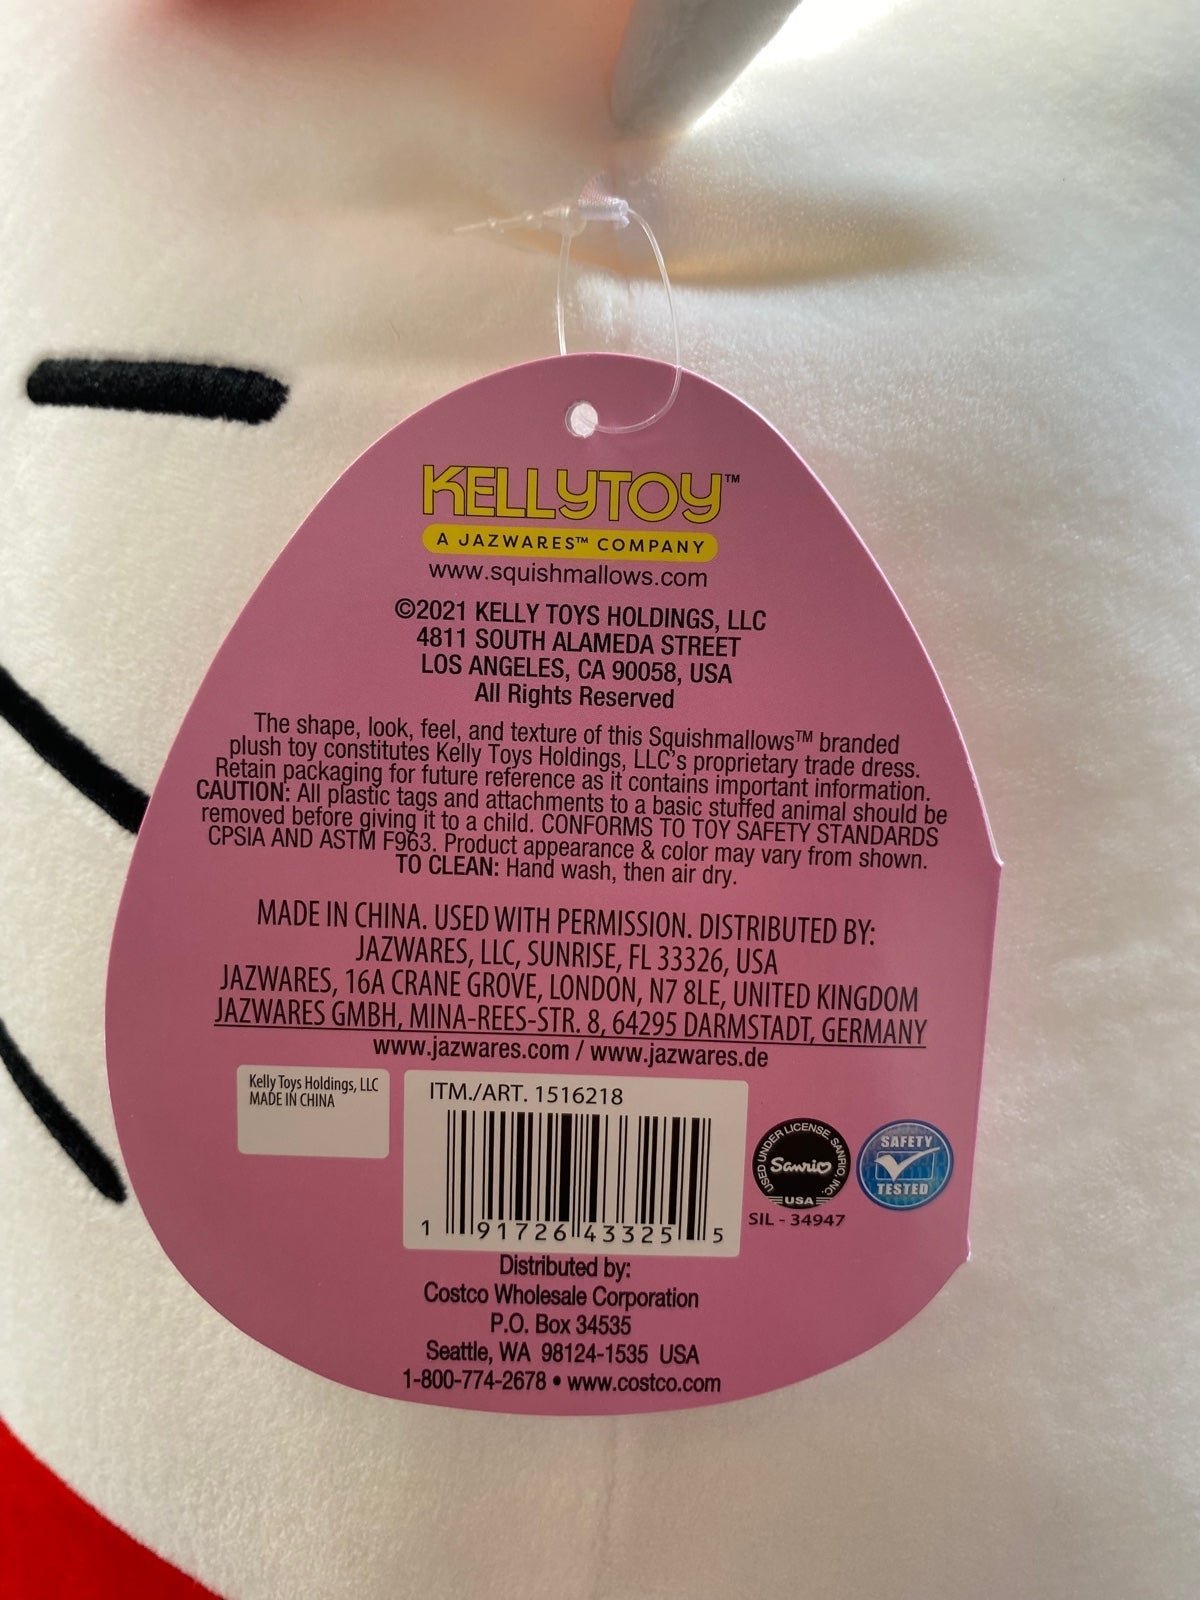 KELLYTOY™
A JAZWARES™ COMPANY
www.squishmallows.com
©2021 KELLY TOYS HOLDINGS, LLC
4811 SOUTH ALAMEDA STREET
LOS ANGELES, CA 90058, USA
All Rights Reserved
The shape, look, feel, and texture of this Squishmallows™ branded
plush toy constitutes Kelly Toys Holdings, LLC's proprietary trade dress.
Retain packaging for future reference as it contains important information.
CAUTION: All plastic tags and attachments to a basic stuffed animal should be
removed before giving it to a child. CONFORMS TO TOY SAFETY STANDARDS
CPSIA AND ASTM F963. Product appearance & color may vary from shown.
TO CLEAN: Hand wash, then air dry.
MADE IN CHINA. USED WITH PERMISSION. DISTRIBUTED BY:
JAZWARES, LLC, SUNRISE, FL 33326, USA
JAZWARES, 16A CRANE GROVE, LONDON, N7 8LE, UNITED KINGDOM
JAZWARES GMBH, MINA-REES-STR. 8, 64295 DARMSTADT, GERMANY
www.jazwares.com / www.jazwares.de
Kelly Toys Holdings, LLC
MADE IN CHINA
ITM./ART. 1516218
1 91726 43325 5
USED UNDER LICENSE, SANRIO, INC.
Sanrio
USA
SIL - 34947
SAFETY
TESTED
Distributed by:
Costco Wholesale Corporation
P.O. Box 34535
Seattle, WA 98124-1535 USA
1-800-774-2678 • www.costco.com